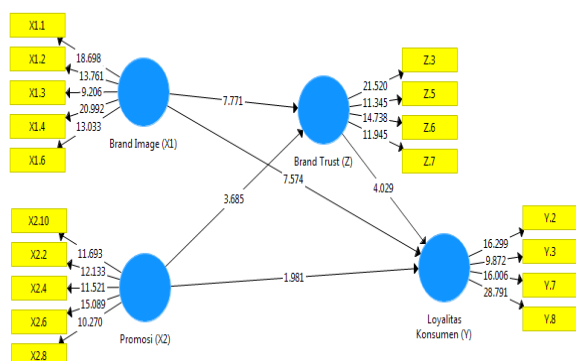 X1.1
X1.2
X1.3
X1.4
X1.6
18.698
13.761
9.206
20.992
13.033
Brand Image (X1)
7.771
7.574
Z.3
Z.5
Z.6
Z.7
21.520
11.345
14.738
11.945
Brand Trust (Z)
3.685
4.029
X2.10
X2.2
X2.4
X2.6
X2.8
11.693
12.133
11.521
15.089
10.270
Promosi (X2)
1.981
Y.2
Y.3
Y.7
Y.8
16.299
9.872
16.006
28.791
Loyalitas
Konsumen (Y)